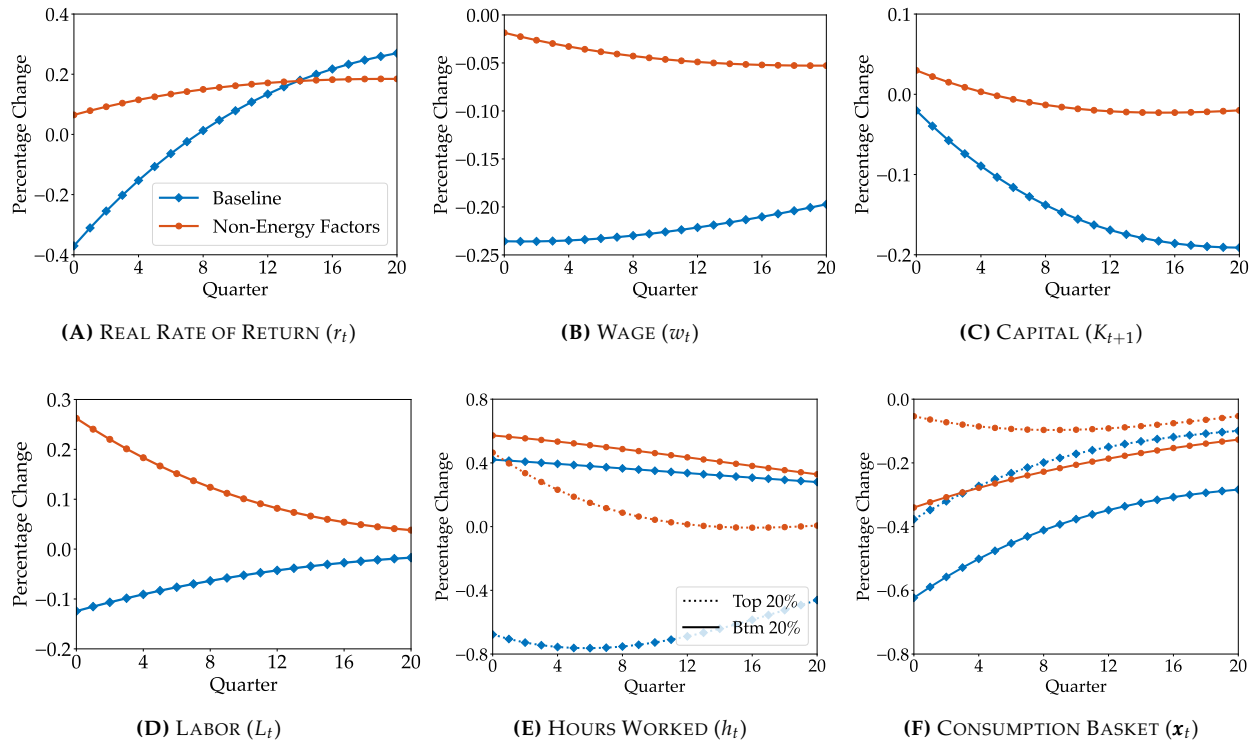 Percentage Change
0.4
0.2
0.0
−0.2
−0.4
Baseline
Non-Energy Factors
0 4 8 12 16 20
Quarter
(A) REAL RATE OF RETURN (r_t)
Percentage Change
−0.00
−0.05
−0.10
−0.15
−0.20
−0.25
0 4 8 12 16 20
Quarter
(B) WAGE (w_t)
Percentage Change
0.1
0.0
−0.1
−0.2
0 4 8 12 16 20
Quarter
(C) CAPITAL (K_{t+1})
Percentage Change
0.3
0.2
0.1
0.0
−0.1
−0.2
0 4 8 12 16 20
Quarter
(D) LABOR (L_t)
Percentage Change
0.8
0.4
0.0
−0.4
−0.8
Top 20%
Btm 20%
0 4 8 12 16 20
Quarter
(E) HOURS WORKED (h_t)
Percentage Change
0.0
−0.2
−0.4
−0.6
−0.8
0 4 8 12 16 20
Quarter
(F) CONSUMPTION BASKET (x_t)